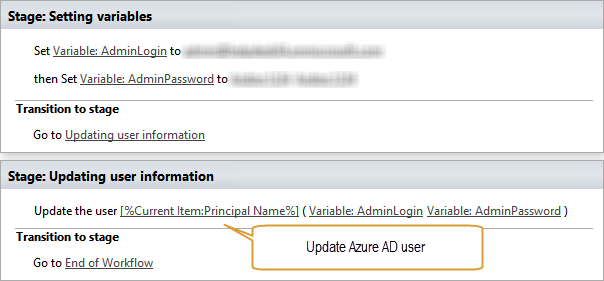 Stage: Setting variables
Set Variable: AdminLogin to
then Set Variable: AdminPassword to
Transition to stage
Go to Updating user information
Stage: Updating user information
Update the user [%Current Item:Principal Name%] ( Variable: AdminLogin Variable: AdminPassword )
Update Azure AD user
Transition to stage
Go to End of Workflow